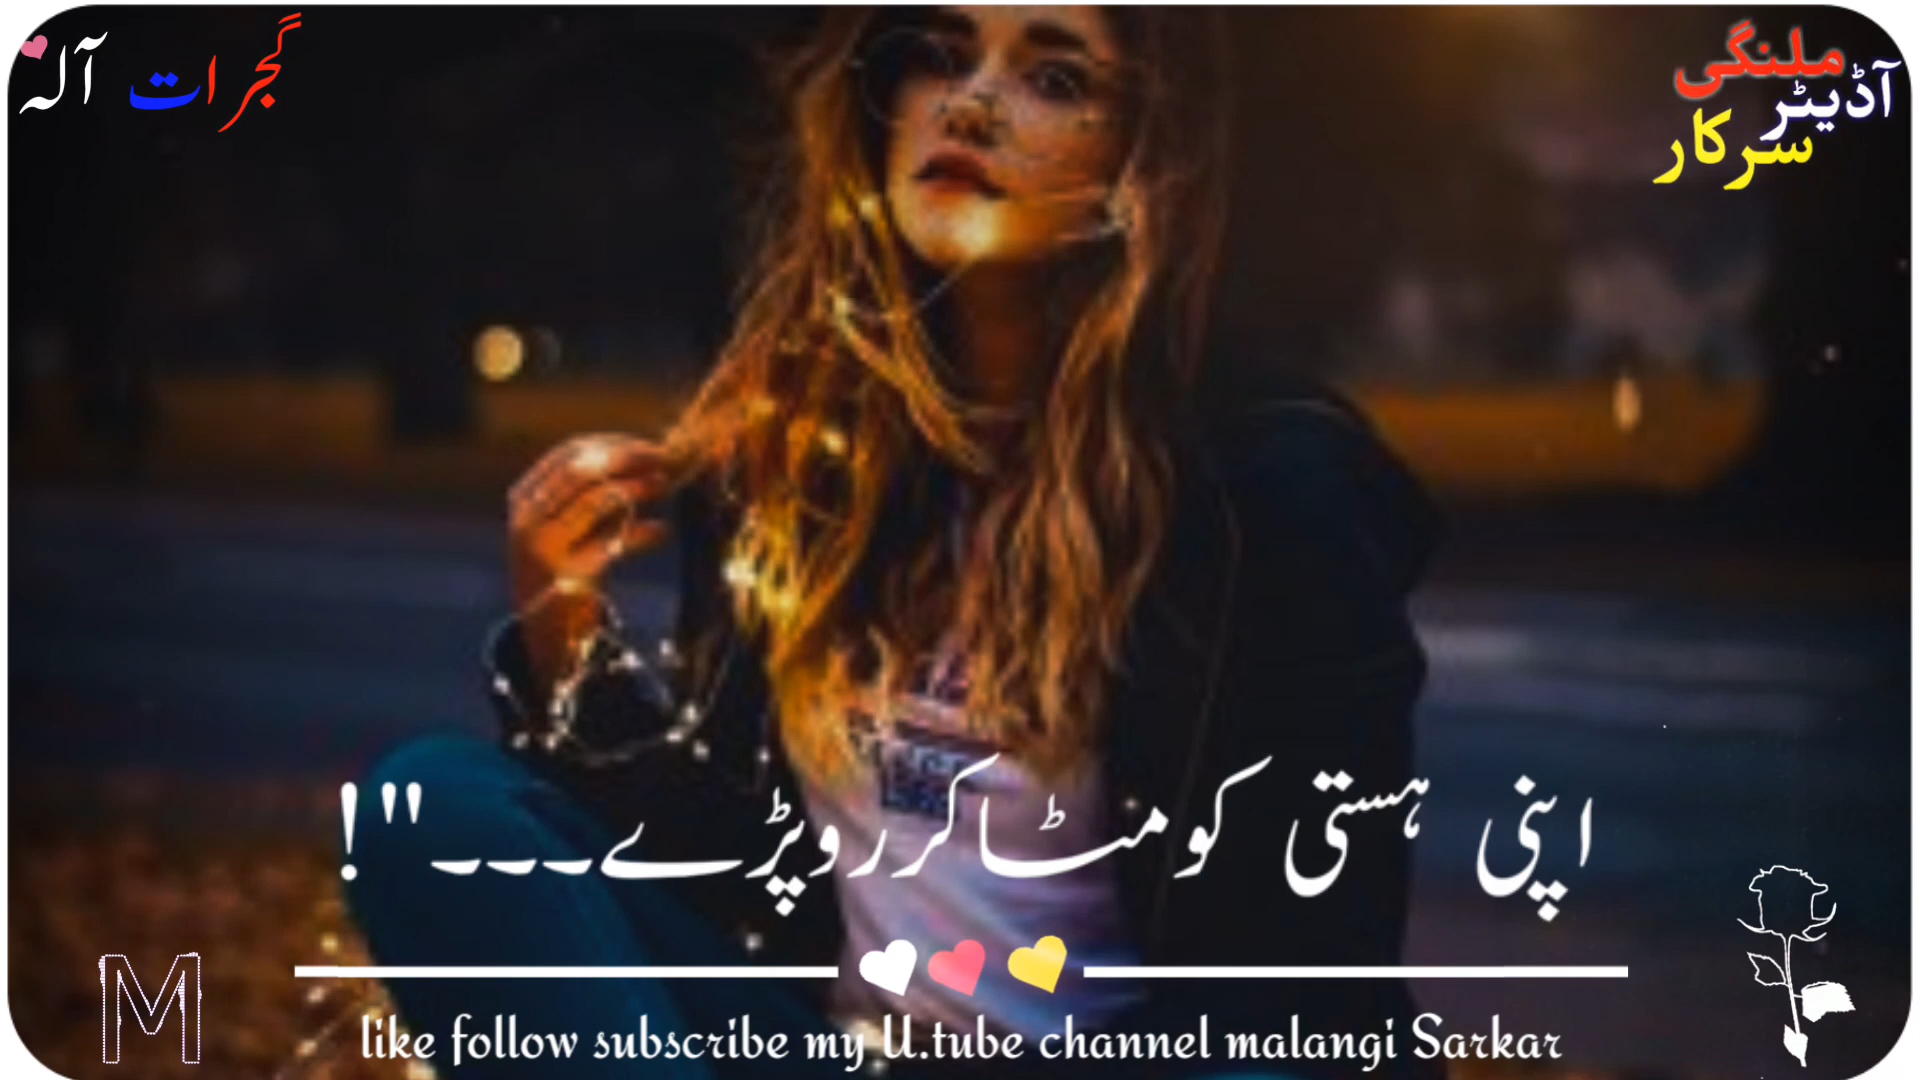 گجرات آلہ
ملنگی
آڈیٹر
سرکار
اپنی ہستی کو مٹا کر رو پڑے۔۔۔"!
M
like follow subscribe my U.tube channel malangi Sarkar